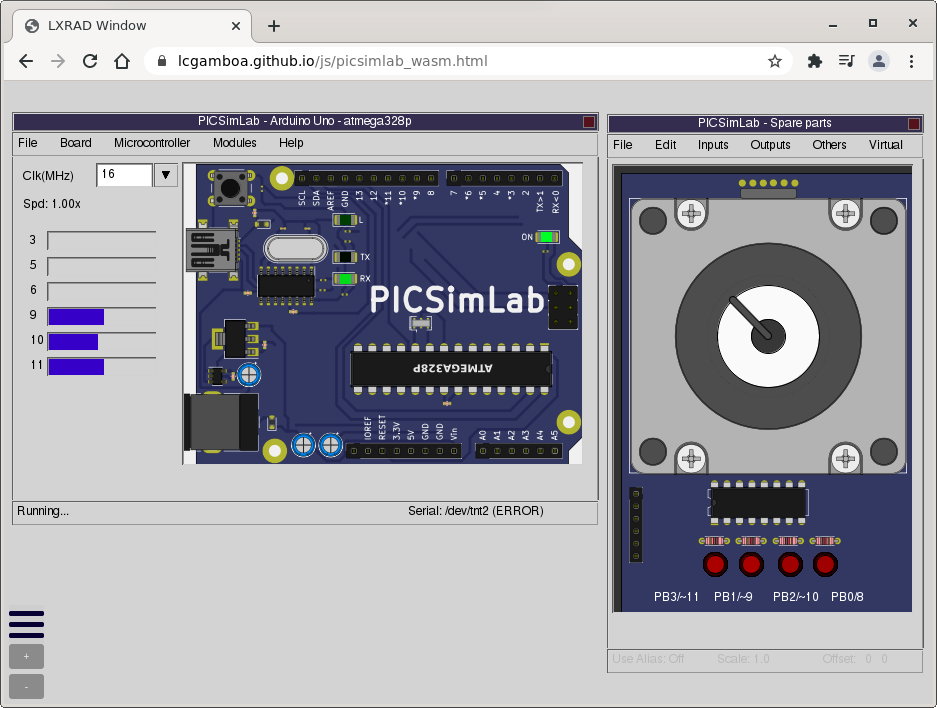 LXRAD Window
lcgamboa.github.io/js/picsimlab_wasm.html
PICSimLab - Arduino Uno - atmega328p
File Board Microcontroller Modules Help
Clk(MHz) 16
Spd: 1.00x
3
5
6
9
10
11
SCL SDA AREF GND 13 12 ~11 ~10 ~9 8 7 ~6 ~5 4 ~3 2 TX>1 RX<0
L
ON
TX
RX
PICSimLab
ATMEGA328P
IOREF RESET 3.3V 5V GND GND Vin A0 A1 A2 A3 A4 A5
Running...
Serial: /dev/tnt2 (ERROR)
PICSimLab - Spare parts
File Edit Inputs Outputs Others Virtual
PB3/~11 PB1/~9 PB2/~10 PB0/8
Use Alias: Off Scale: 1.0 Offset: 0 0
+
-